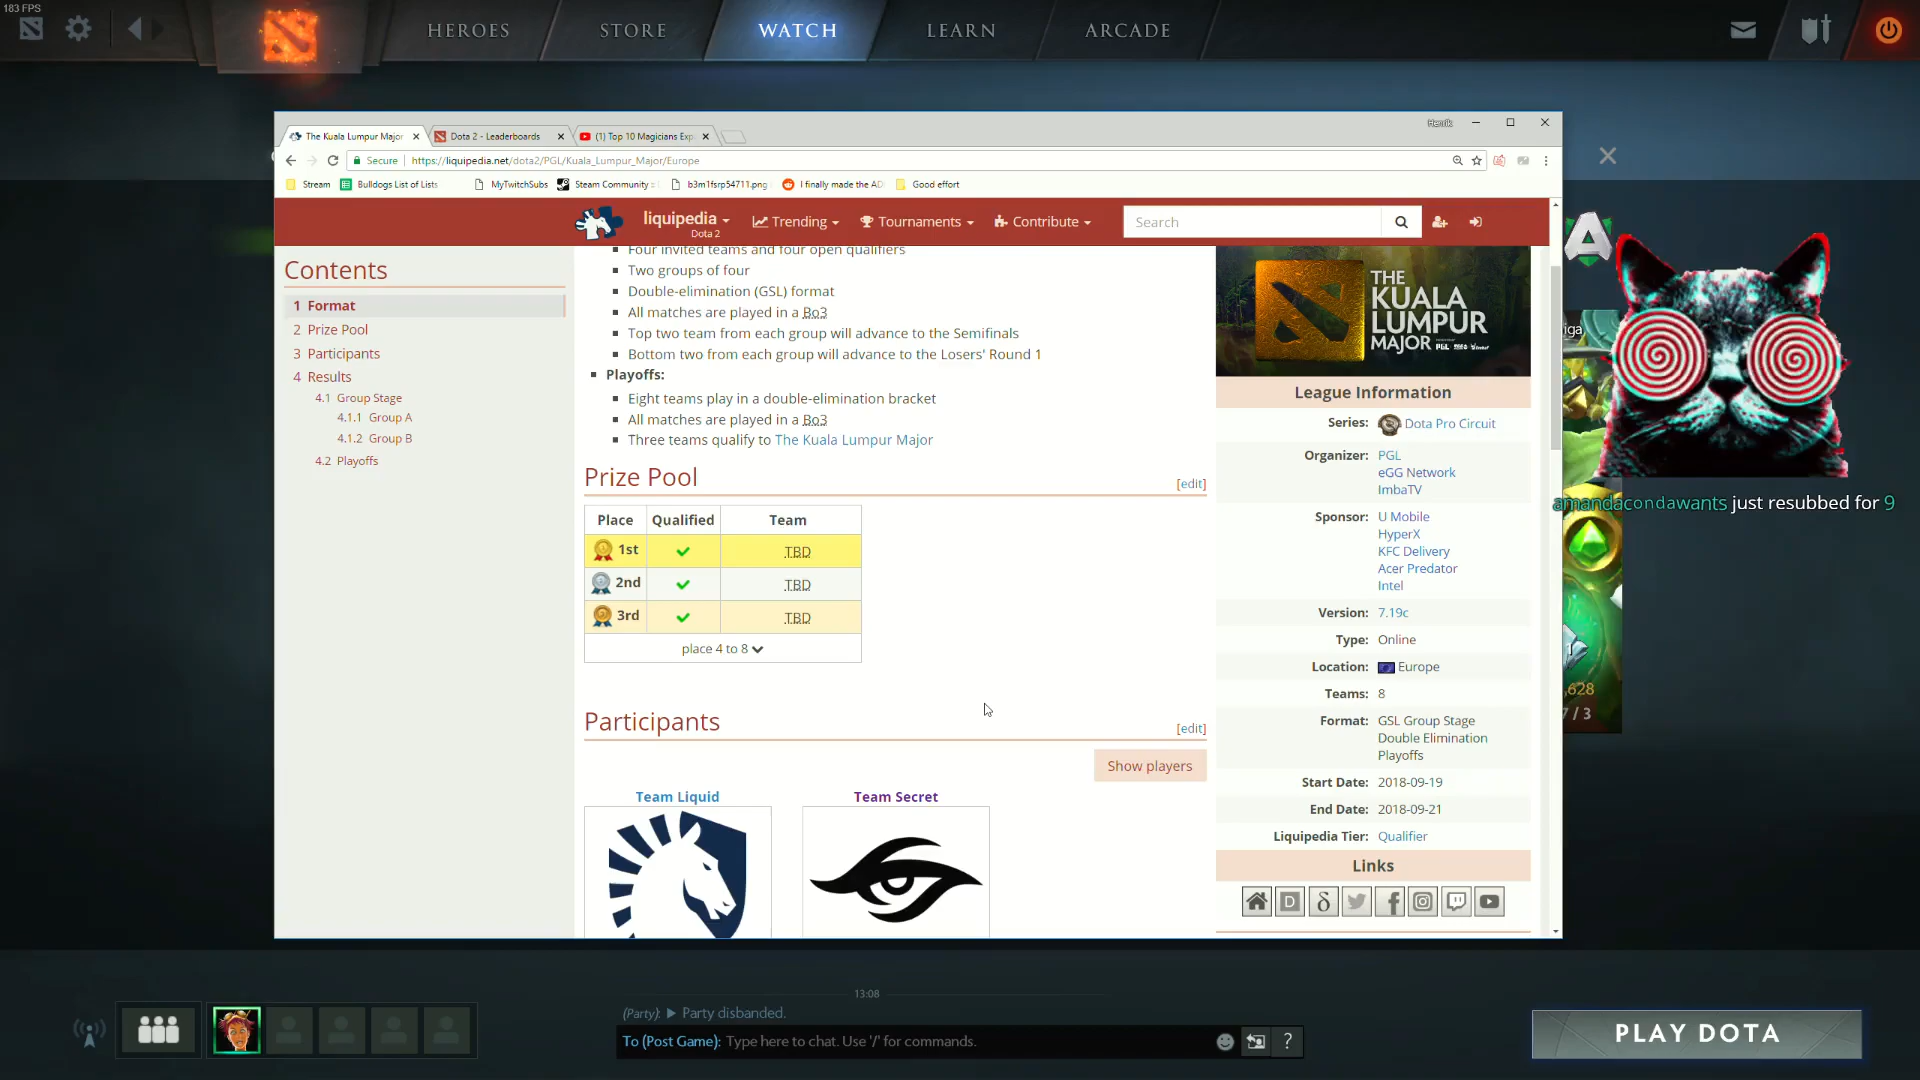 183 FPS
HEROES
STORE
WATCH
LEARN
ARCADE
The Kuala Lumpur Major
Dota 2 - Leaderboards
(1) Top 10 Magicians Exp
Henrik
Secure
https://liquipedia.net/dota2/PGL/Kuala_Lumpur_Major/Europe
Stream
Bulldogs List of Lists
MyTwitchSubs
Steam Community ::
b3m1fsrp54711.png
I finally made the AD
Good effort
liquipedia
Dota 2
Trending
Tournaments
Contribute
Search
Contents
1 Format
2 Prize Pool
3 Participants
4 Results
4.1 Group Stage
4.1.1 Group A
4.1.2 Group B
4.2 Playoffs
Four invited teams and four open qualifiers
Two groups of four
Double-elimination (GSL) format
All matches are played in a Bo3
Top two team from each group will advance to the Semifinals
Bottom two from each group will advance to the Losers' Round 1
Playoffs:
Eight teams play in a double-elimination bracket
All matches are played in a Bo3
Three teams qualify to The Kuala Lumpur Major
Prize Pool
[edit]
Place Qualified Team
1st TBD
2nd TBD
3rd TBD
place 4 to 8
Participants
[edit]
Show players
Team Liquid
Team Secret
THE
KUALA
LUMPUR
MAJOR
PGL
League Information
Series: Dota Pro Circuit
Organizer: PGL
eGG Network
ImbaTV
Sponsor: U Mobile
HyperX
KFC Delivery
Acer Predator
Intel
Version: 7.19c
Type: Online
Location: Europe
Teams: 8
Format: GSL Group Stage
Double Elimination
Playoffs
Start Date: 2018-09-19
End Date: 2018-09-21
Liquipedia Tier: Qualifier
Links
iga
amandacondawants just resubbed for 9
,628
7 / 3
13:08
(Party): Party disbanded.
To (Post Game): Type here to chat. Use '/' for commands.
?
PLAY DOTA